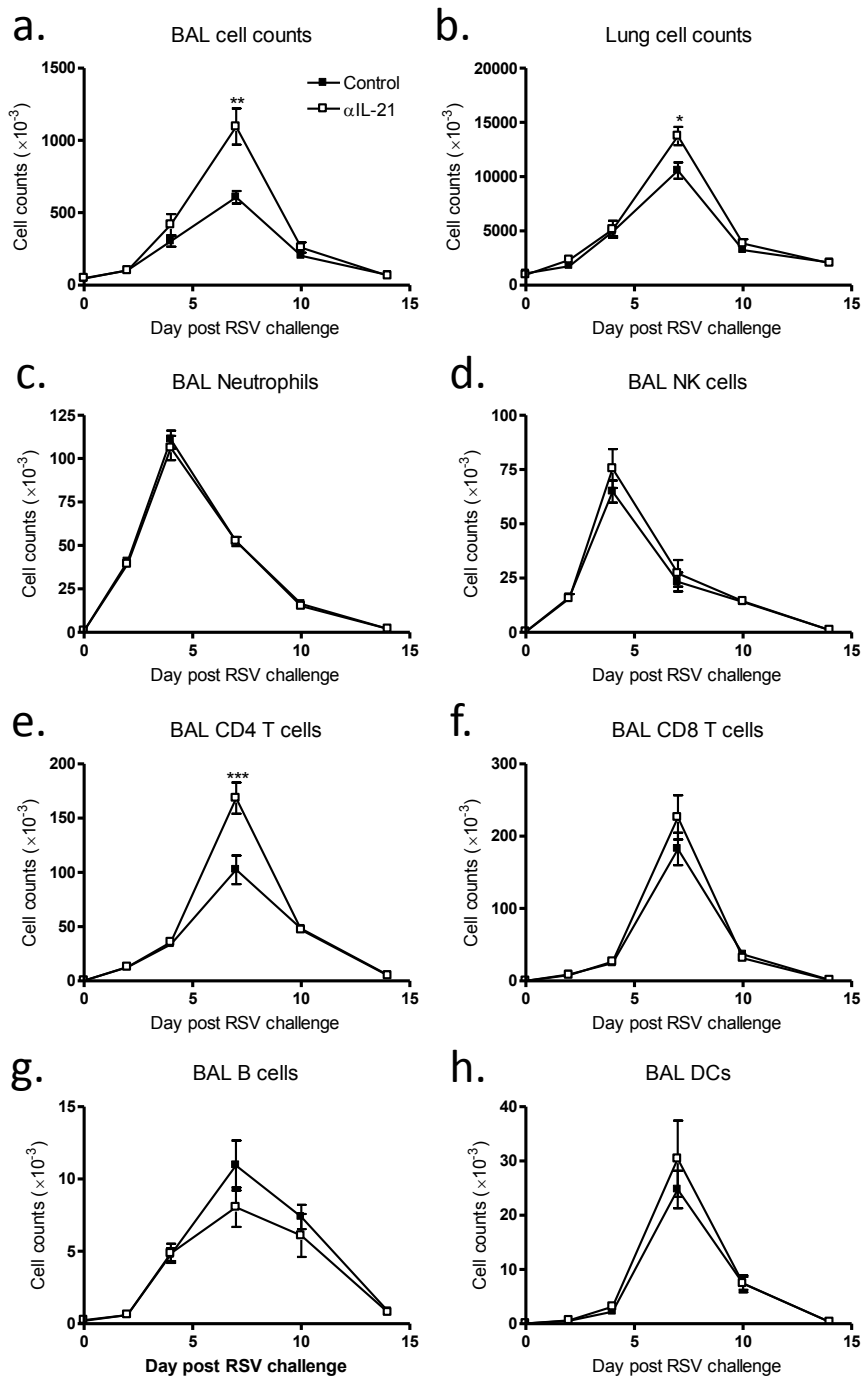 a.
BAL cell counts
Cell counts (×10⁻³)
1500
1000
500
0
**
Control
αIL-21
0 5 10 15
Day post RSV challenge
b.
Lung cell counts
Cell counts (×10⁻³)
20000
15000
10000
5000
0
*
0 5 10 15
Day post RSV challenge
c.
BAL Neutrophils
Cell counts (×10⁻³)
125
100
75
50
25
0
0 5 10 15
Day post RSV challenge
d.
BAL NK cells
Cell counts (×10⁻³)
100
75
50
25
0
0 5 10 15
Day post RSV challenge
e.
BAL CD4 T cells
Cell counts (×10⁻³)
200
150
100
50
0
***
0 5 10 15
Day post RSV challenge
f.
BAL CD8 T cells
Cell counts (×10⁻³)
300
200
100
0
0 5 10 15
Day post RSV challenge
g.
BAL B cells
Cell counts (×10⁻³)
15
10
5
0
0 5 10 15
Day post RSV challenge
h.
BAL DCs
Cell counts (×10⁻³)
40
30
20
10
0
0 5 10 15
Day post RSV challenge